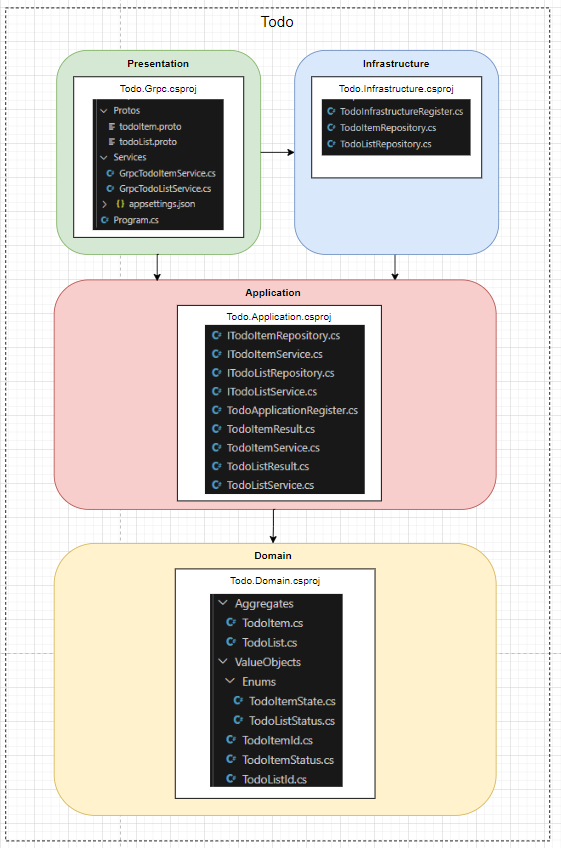 Todo
Presentation
Todo.Grpc.csproj
Protos
todoItem.proto
todoList.proto
Services
GrpcTodoItemService.cs
GrpcTodoListService.cs
appsettings.json
Program.cs
Infrastructure
Todo.Infrastructure.csproj
TodoInfrastructureRegister.cs
TodoItemRepository.cs
TodoListRepository.cs
Application
Todo.Application.csproj
ITodoItemRepository.cs
ITodoItemService.cs
ITodoListRepository.cs
ITodoListService.cs
TodoApplicationRegister.cs
TodoItemResult.cs
TodoItemService.cs
TodoListResult.cs
TodoListService.cs
Domain
Todo.Domain.csproj
Aggregates
TodoItem.cs
TodoList.cs
ValueObjects
Enums
TodoItemState.cs
TodoListStatus.cs
TodoItemId.cs
TodoItemStatus.cs
TodoListId.cs